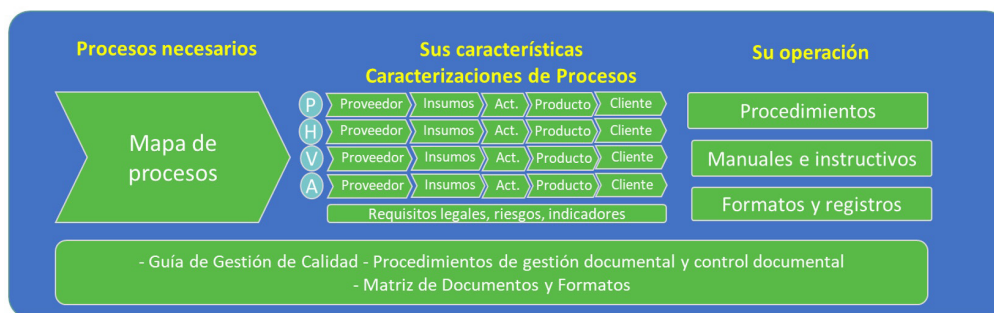 Procesos necesarios
Sus características
Caracterizaciones de Procesos
Su operación
Mapa de
procesos
P Proveedor Insumos Act. Producto Cliente
H Proveedor Insumos Act. Producto Cliente
V Proveedor Insumos Act. Producto Cliente
A Proveedor Insumos Act. Producto Cliente
Requisitos legales, riesgos, indicadores
Procedimientos
Manuales e instructivos
Formatos y registros
- Guía de Gestión de Calidad - Procedimientos de gestión documental y control documental
- Matriz de Documentos y Formatos